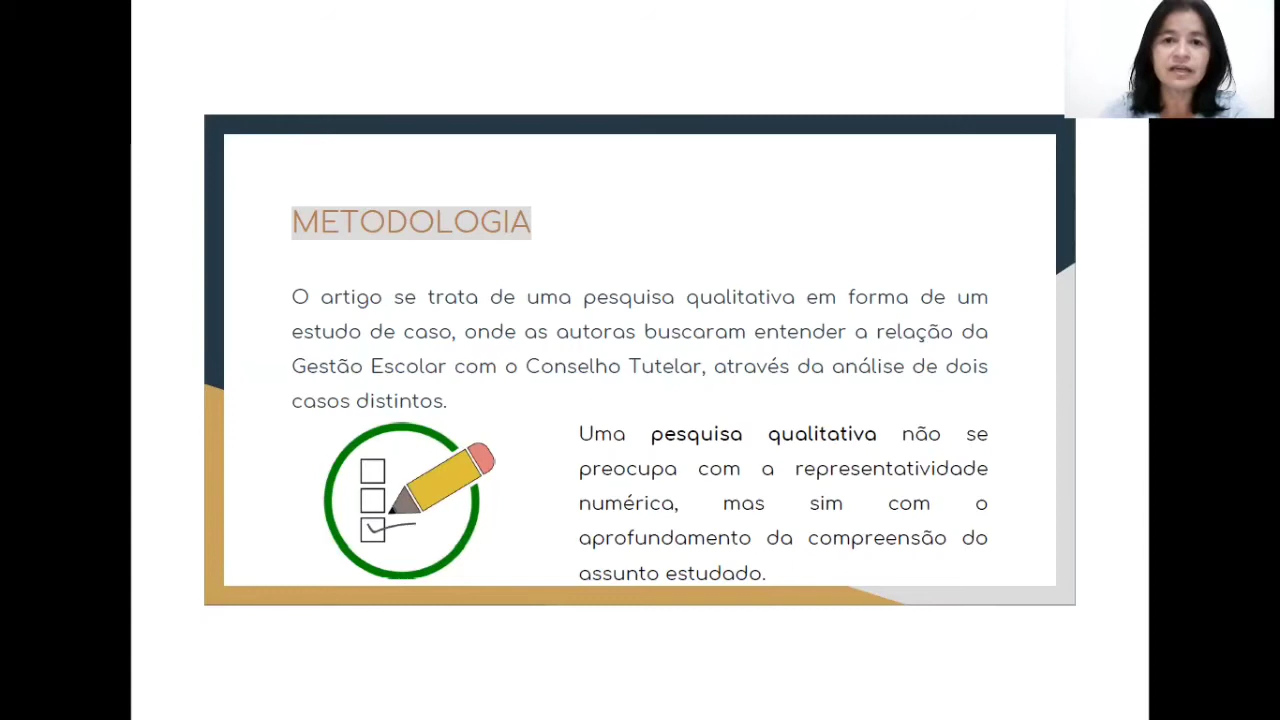 METODOLOGIA
O artigo se trata de uma pesquisa qualitativa em forma de um
estudo de caso, onde as autoras buscaram entender a relação da
Gestão Escolar com o Conselho Tutelar, através da análise de dois
casos distintos.
Uma pesquisa qualitativa não se
preocupa com a representatividade
numérica, mas sim com o
aprofundamento da compreensão do
assunto estudado.